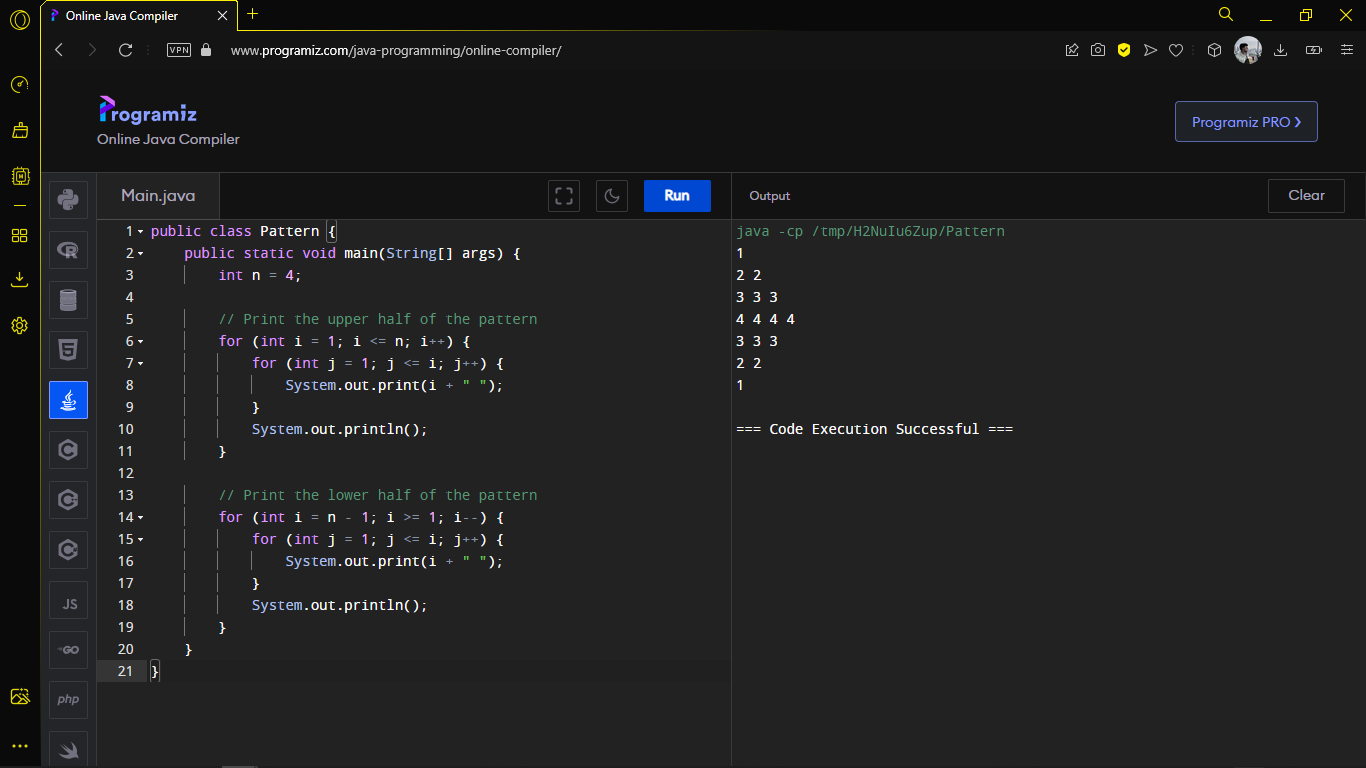 Online Java Compiler
VPN
www.programiz.com/java-programming/online-compiler/
Programiz
Online Java Compiler
Programiz PRO ❯
Main.java
Run
Output
Clear
1 public class Pattern {
2     public static void main(String[] args) {
3         int n = 4;
4
5         // Print the upper half of the pattern
6         for (int i = 1; i <= n; i++) {
7             for (int j = 1; j <= i; j++) {
8                 System.out.print(i + " ");
9             }
10             System.out.println();
11         }
12
13         // Print the lower half of the pattern
14         for (int i = n - 1; i >= 1; i--) {
15             for (int j = 1; j <= i; j++) {
16                 System.out.print(i + " ");
17             }
18             System.out.println();
19         }
20     }
21 }
java -cp /tmp/H2NuIu6Zup/Pattern
1
2 2
3 3 3
4 4 4 4
3 3 3
2 2
1
=== Code Execution Successful ===
R
5
C
C
C
JS
GO
php